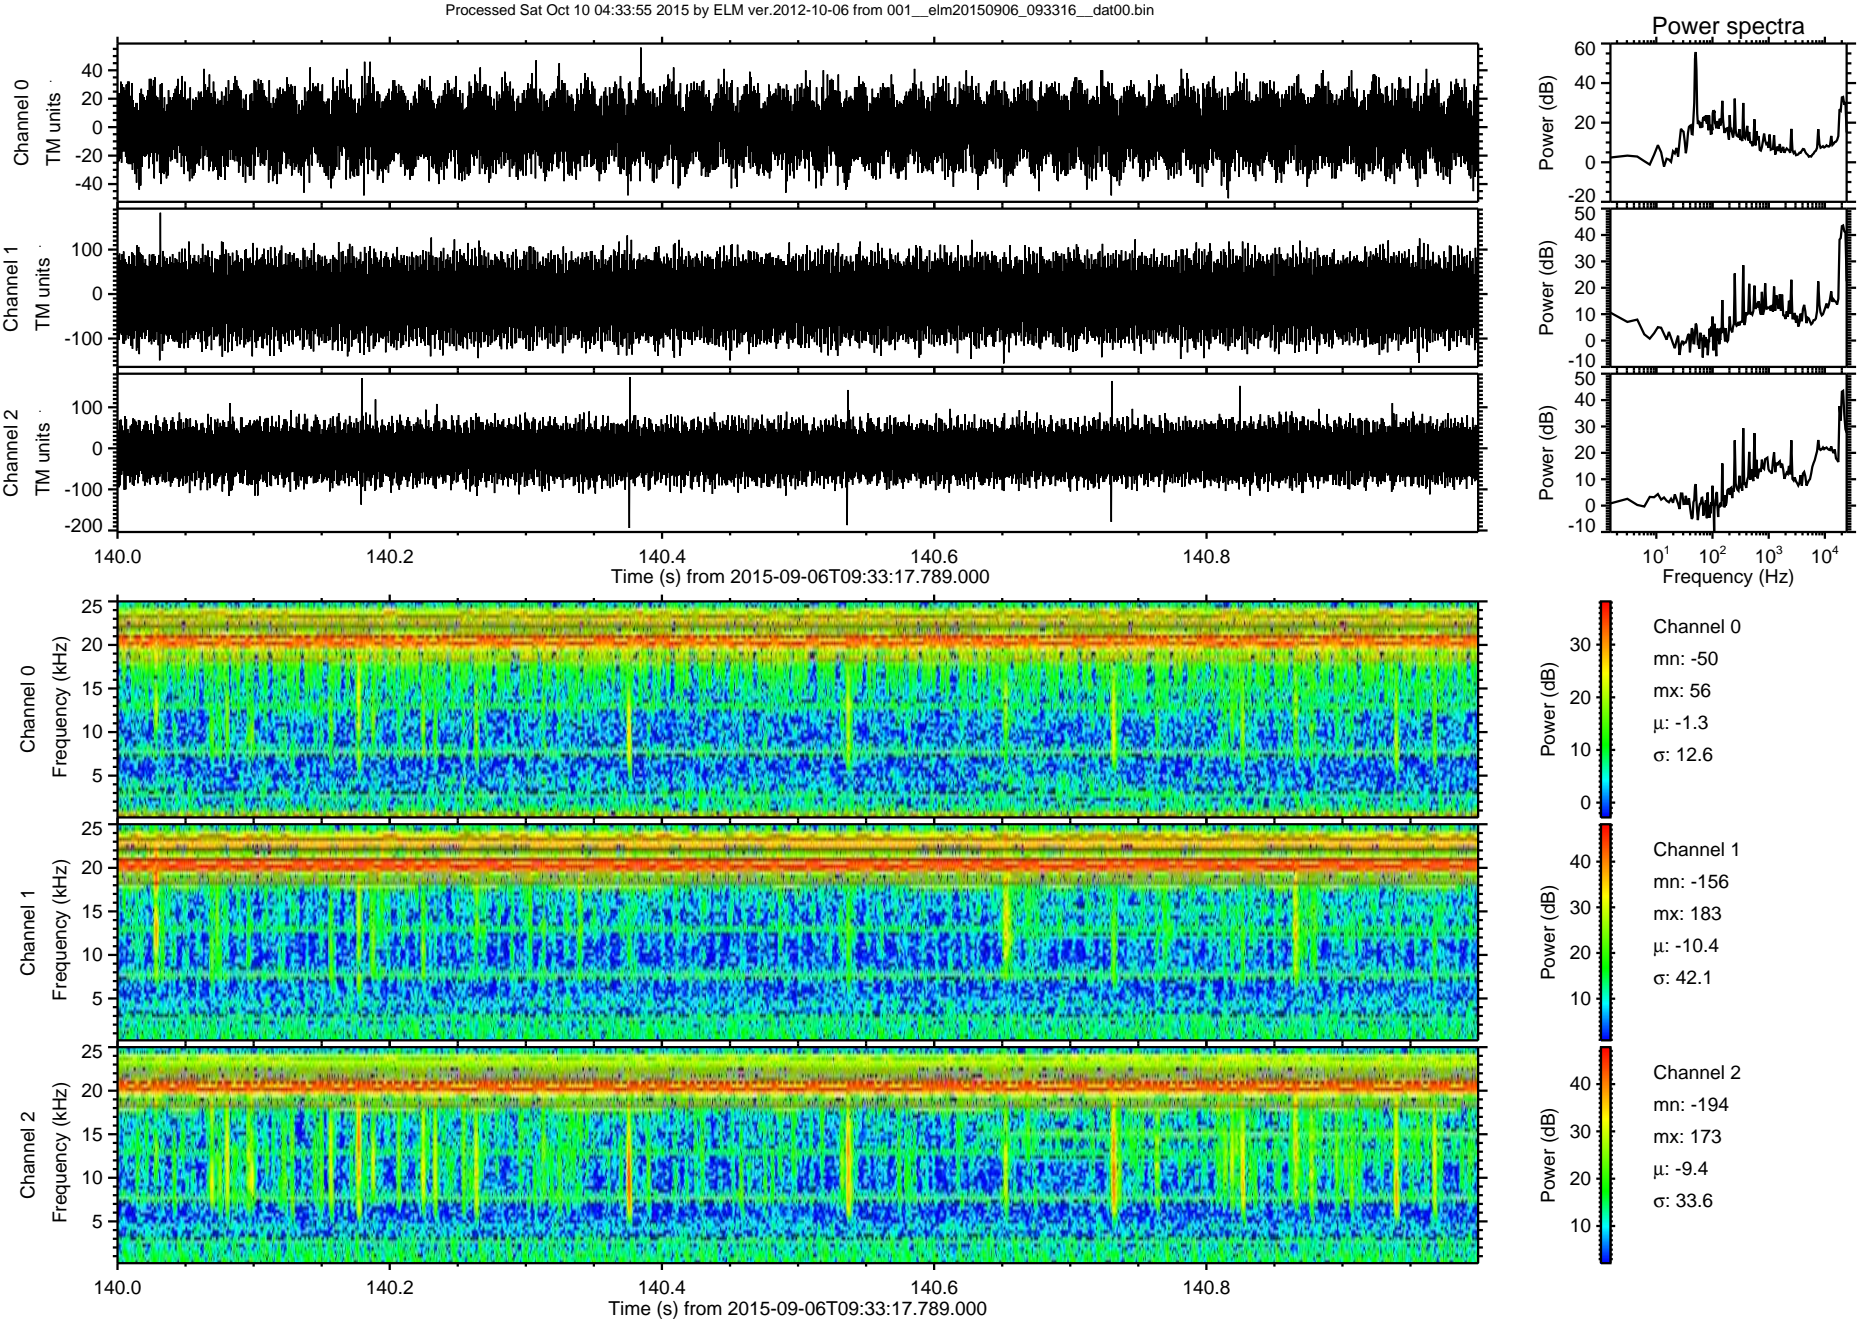 Processed Sat Oct 10 04:33:55 2015 by ELM ver.2012-10-06 from 001__elm20150906_093316__dat00.bin
Power spectra
Channel 0
TM units
40
20
0
-20
-40
Power (dB)
60
40
20
0
-20
Channel 1
TM units
100
0
-100
Power (dB)
50
40
30
20
10
0
-10
Channel 2
TM units
100
0
-100
-200
Power (dB)
50
40
30
20
10
0
-10
140.0 140.2 140.4 140.6 140.8
Time (s) from 2015-09-06T09:33:17.789.000
10^1 10^2 10^3 10^4
Frequency (Hz)
Channel 0
Frequency (kHz)
25
20
15
10
5
Power (dB)
30
20
10
0
Channel 0
mn: -50
mx: 56
μ: -1.3
σ: 12.6
Channel 1
Frequency (kHz)
25
20
15
10
5
Power (dB)
40
30
20
10
Channel 1
mn: -156
mx: 183
μ: -10.4
σ: 42.1
Channel 2
Frequency (kHz)
25
20
15
10
5
Power (dB)
40
30
20
10
Channel 2
mn: -194
mx: 173
μ: -9.4
σ: 33.6
140.0 140.2 140.4 140.6 140.8
Time (s) from 2015-09-06T09:33:17.789.000